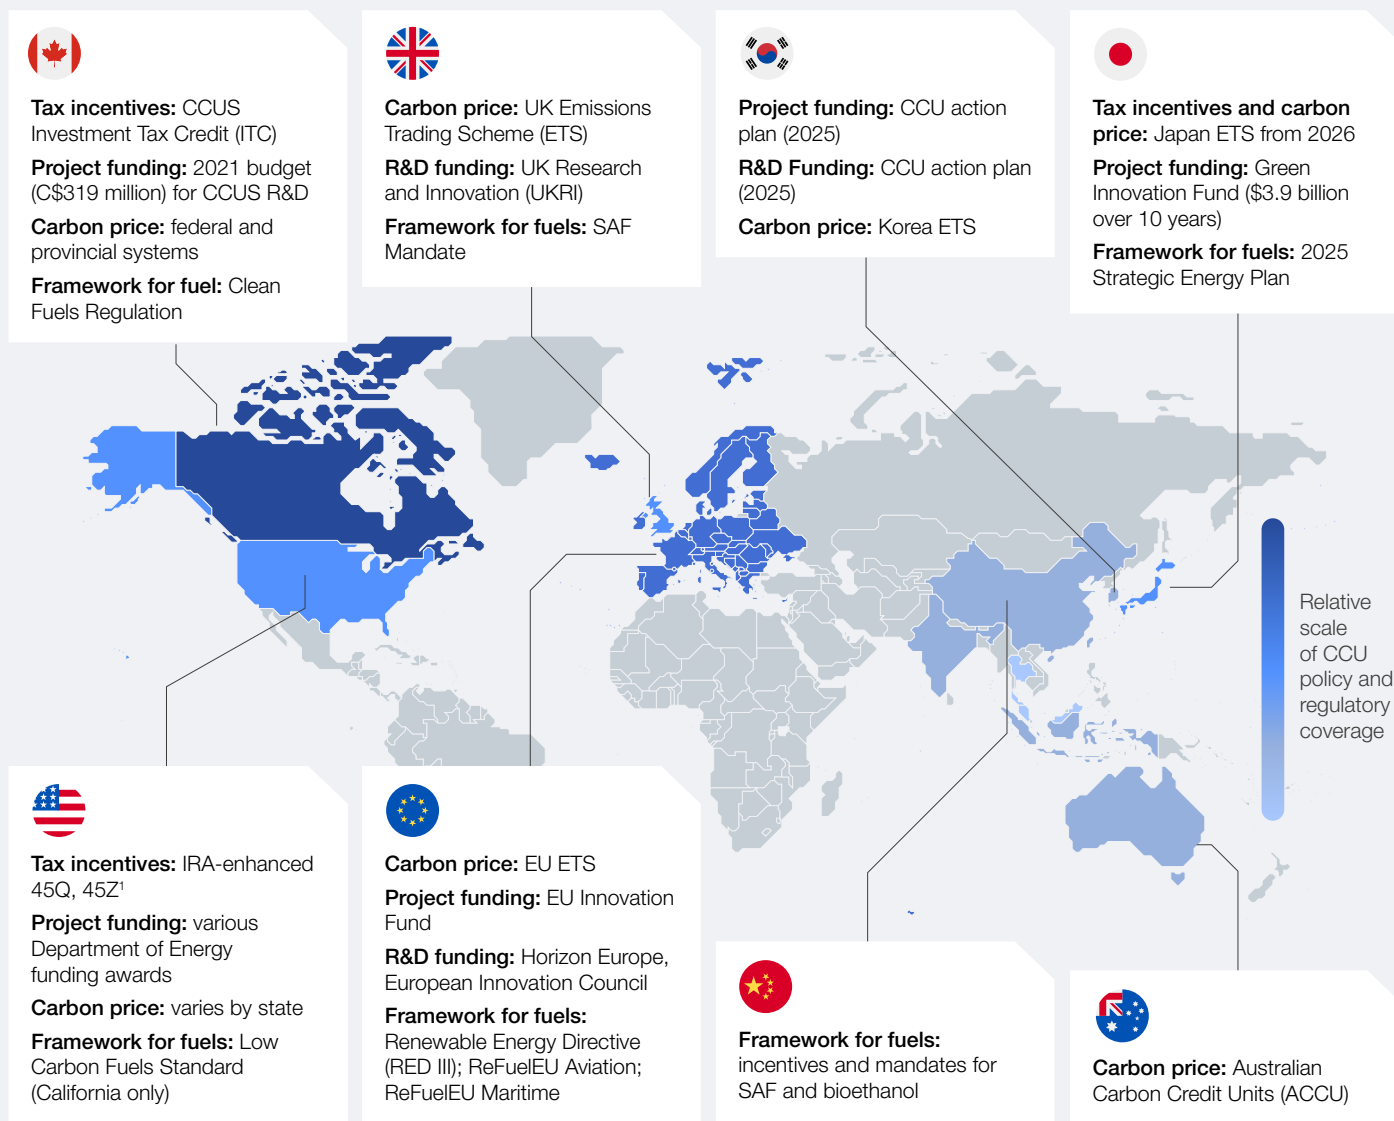 Tax incentives: CCUS
Investment Tax Credit (ITC)
Project funding: 2021 budget
(C$319 million) for CCUS R&D
Carbon price: federal and
provincial systems
Framework for fuel: Clean
Fuels Regulation
Carbon price: UK Emissions
Trading Scheme (ETS)
R&D funding: UK Research
and Innovation (UKRI)
Framework for fuels: SAF
Mandate
Project funding: CCU action
plan (2025)
R&D Funding: CCU action plan
(2025)
Carbon price: Korea ETS
Tax incentives and carbon
price: Japan ETS from 2026
Project funding: Green
Innovation Fund ($3.9 billion
over 10 years)
Framework for fuels: 2025
Strategic Energy Plan
Relative
scale
of CCU
policy and
regulatory
coverage
Tax incentives: IRA-enhanced
45Q, 45Z¹
Project funding: various
Department of Energy
funding awards
Carbon price: varies by state
Framework for fuels: Low
Carbon Fuels Standard
(California only)
Carbon price: EU ETS
Project funding: EU Innovation
Fund
R&D funding: Horizon Europe,
European Innovation Council
Framework for fuels:
Renewable Energy Directive
(RED III); ReFuelEU Aviation;
ReFuelEU Maritime
Framework for fuels:
incentives and mandates for
SAF and bioethanol
Carbon price: Australian
Carbon Credit Units (ACCU)